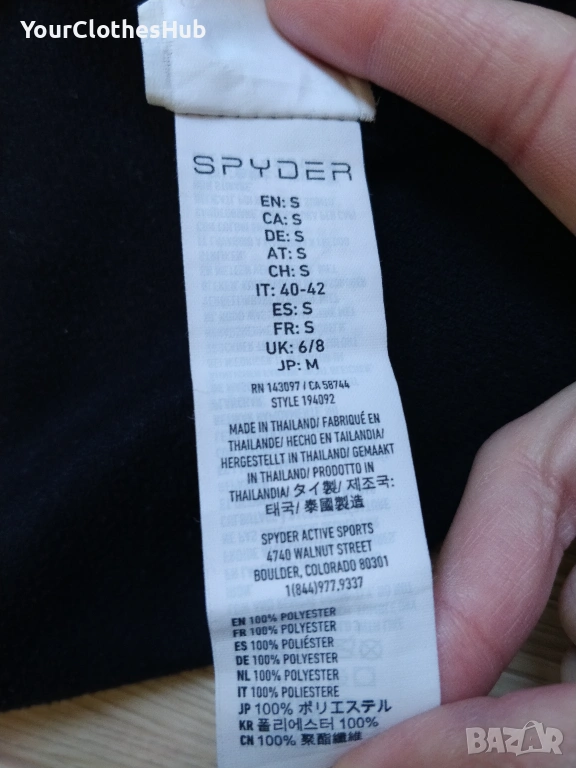 YourClothesHub
SPYDER
EN: S
CA: S
DE: S
AT: S
CH: S
IT: 40-42
ES: S
FR: S
UK: 6/8
JP: M
RN 143097 / CA 58744
STYLE 194092
MADE IN THAILAND/ FABRIQUÉ EN
THAILANDE/ HECHO EN TAILANDIA/
HERGESTELLT IN THAILAND/ GEMAAKT
IN THAILAND/ PRODOTTO IN
THAILANDIA/ タイ製/ 제조국:
태국/ 泰國製造
SPYDER ACTIVE SPORTS
4740 WALNUT STREET
BOULDER, COLORADO 80301
1(844)977.9337
EN 100% POLYESTER
FR 100% POLYESTER
ES 100% POLIÉSTER
DE 100% POLYESTER
NL 100% POLYESTER
IT 100% POLIESTERE
JP 100% ポリエステル
KR 폴리에스터 100%
CN 100% 聚酯纖維
BAZAR